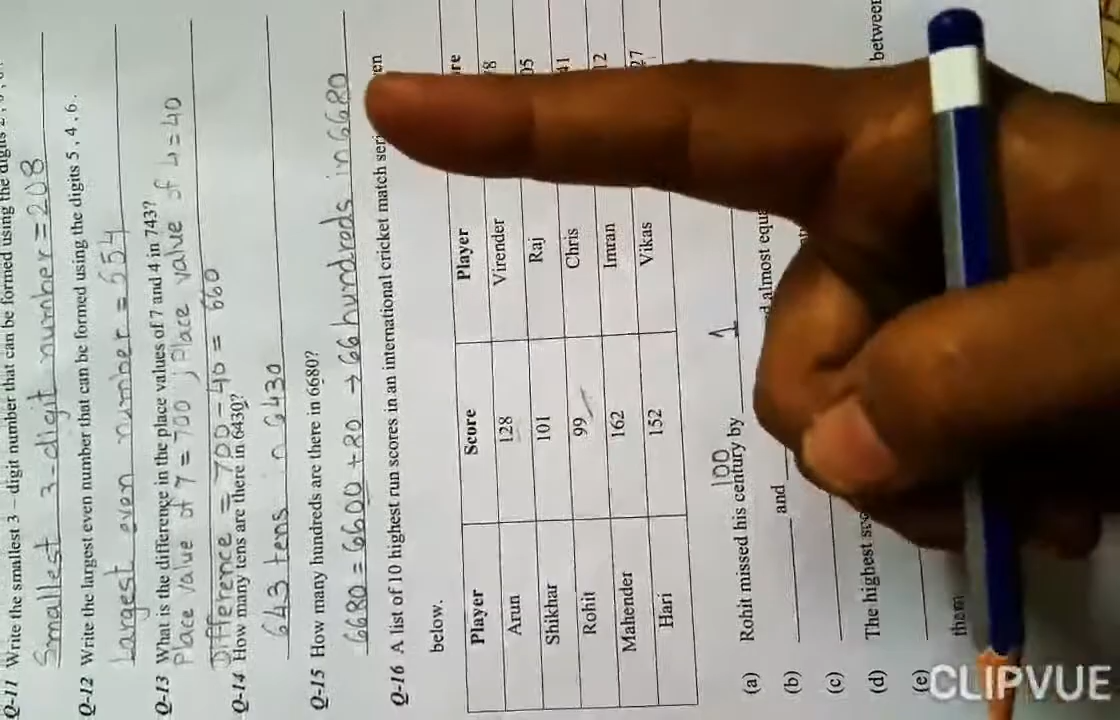 Q-11 Write the smallest 3 – digit number that can be formed using the digits
Smallest 3-digit number = 208
Q-12 Write the largest even number that can be formed using the digits 5 , 4 , 6 .
Largest even number = 654
Q-13 What is the difference in the place values of 7 and 4 in 743?
Place value of 7 = 700 ; Place value of 4 = 40
Difference = 700 - 40 = 660
Q-14 How many tens are there in 6430?
643 tens in 6430
Q-15 How many hundreds are there in 6680?
6680 = 6600 + 80 → 66 hundreds in 6680
Q-16 A list of 10 highest run scores in an international cricket match
below.
Player Score Player
Arun 128 Virender
Shikhar 101 Raj
Rohit 99 Chris
Mahender 162 Imran
Hari 152 Vikas
100 1
(a) Rohit missed his century by
(b) and almost
(c)
(d) The highest between
(e)
them
CLIPVUE